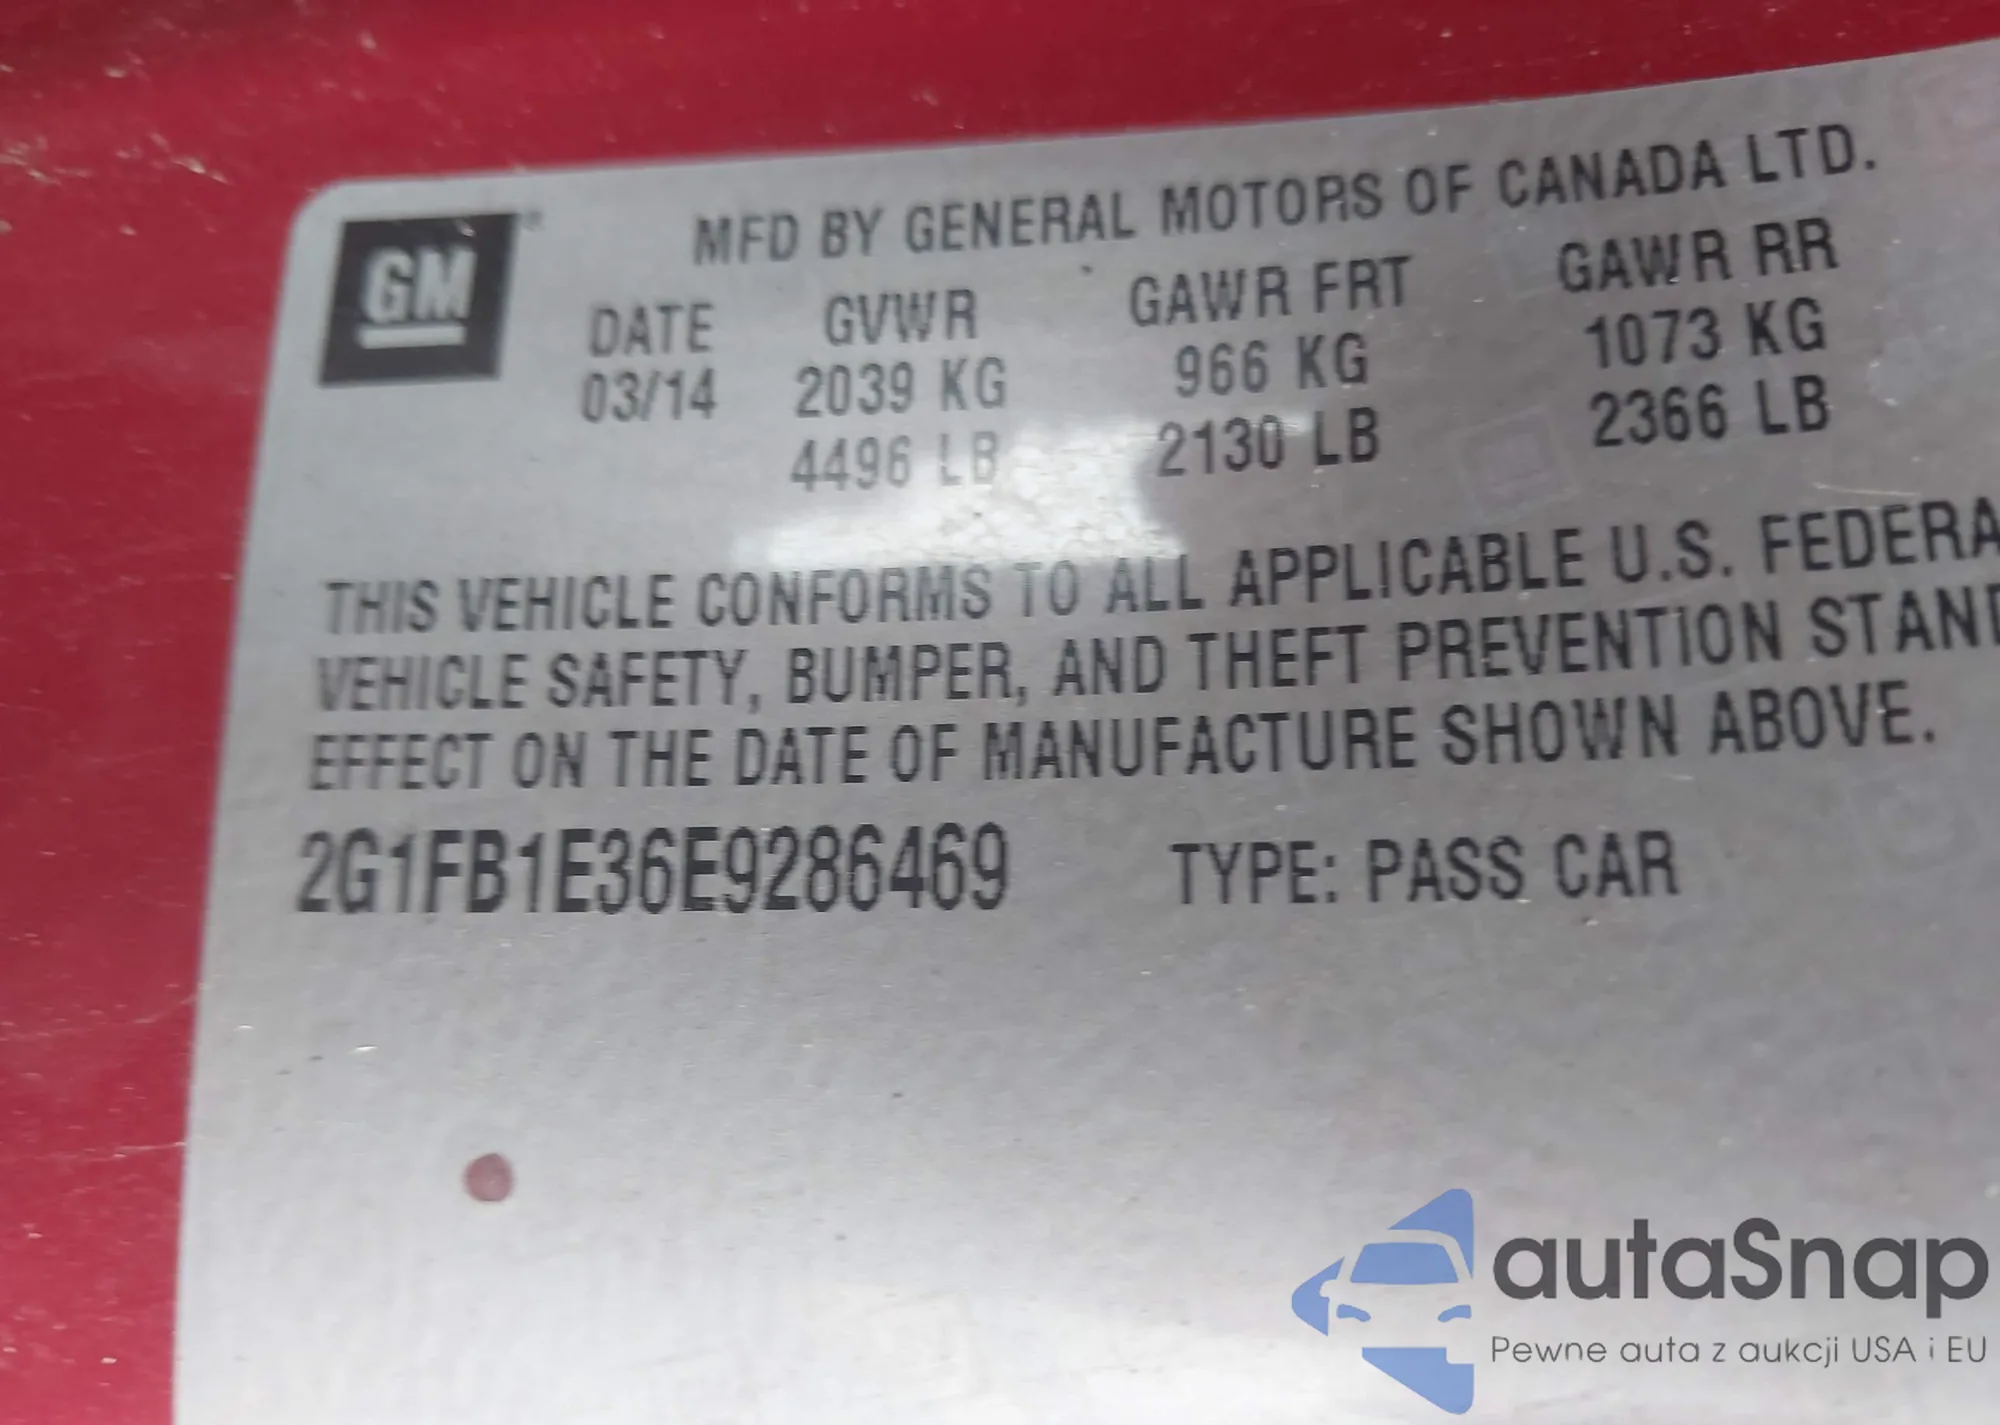 GM
MFD BY GENERAL MOTORS OF CANADA LTD.
DATE GVWR GAWR FRT GAWR RR
03/14 2039 KG 966 KG 1073 KG
4496 LB 2130 LB 2366 LB
THIS VEHICLE CONFORMS TO ALL APPLICABLE U.S. FEDERA
VEHICLE SAFETY, BUMPER, AND THEFT PREVENTION STAND
EFFECT ON THE DATE OF MANUFACTURE SHOWN ABOVE.
2G1FB1E36E9286469 TYPE: PASS CAR
autaSnap
Pewne auta z aukcji USA i EU